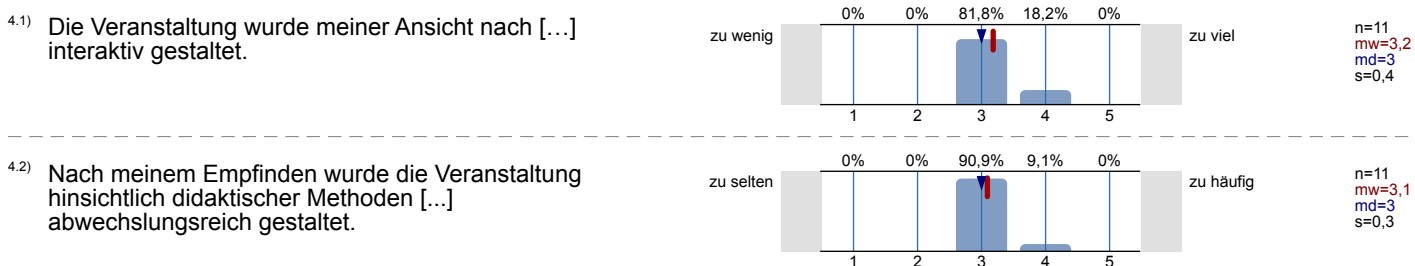 4.1) Die Veranstaltung wurde meiner Ansicht nach […]
interaktiv gestaltet.
zu wenig
0% 0% 81,8% 18,2% 0%
1 2 3 4 5
zu viel
n=11
mw=3,2
md=3
s=0,4
4.2) Nach meinem Empfinden wurde die Veranstaltung
hinsichtlich didaktischer Methoden [...]
abwechslungsreich gestaltet.
zu selten
0% 0% 90,9% 9,1% 0%
1 2 3 4 5
zu häufig
n=11
mw=3,1
md=3
s=0,3